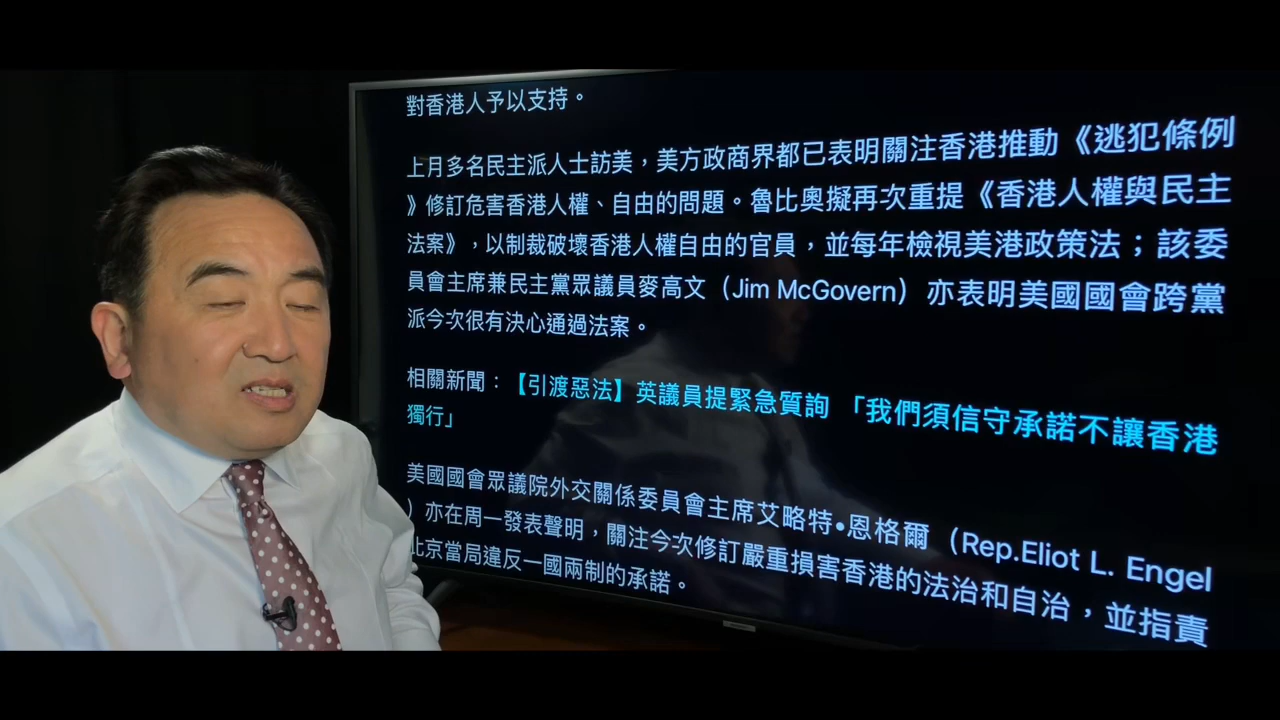 對香港人予以支持。
上月多名民主派人士訪美，美方政商界都已表明關注香港推動《逃犯條例
》修訂危害香港人權、自由的問題。魯比奧擬再次重提《香港人權與民主
法案》，以制裁破壞香港人權自由的官員，並每年檢視美港政策法；該委
員會主席兼民主黨眾議員麥高文（Jim McGovern）亦表明美國國會跨黨
派今次很有決心通過法案。
相關新聞：【引渡惡法】英議員提緊急質詢 「我們須信守承諾不讓香港
獨行」
美國國會眾議院外交關係委員會主席艾略特•恩格爾（Rep.Eliot L. Engel
）亦在周一發表聲明，關注今次修訂嚴重損害香港的法治和自治，並指責
北京當局違反一國兩制的承諾。